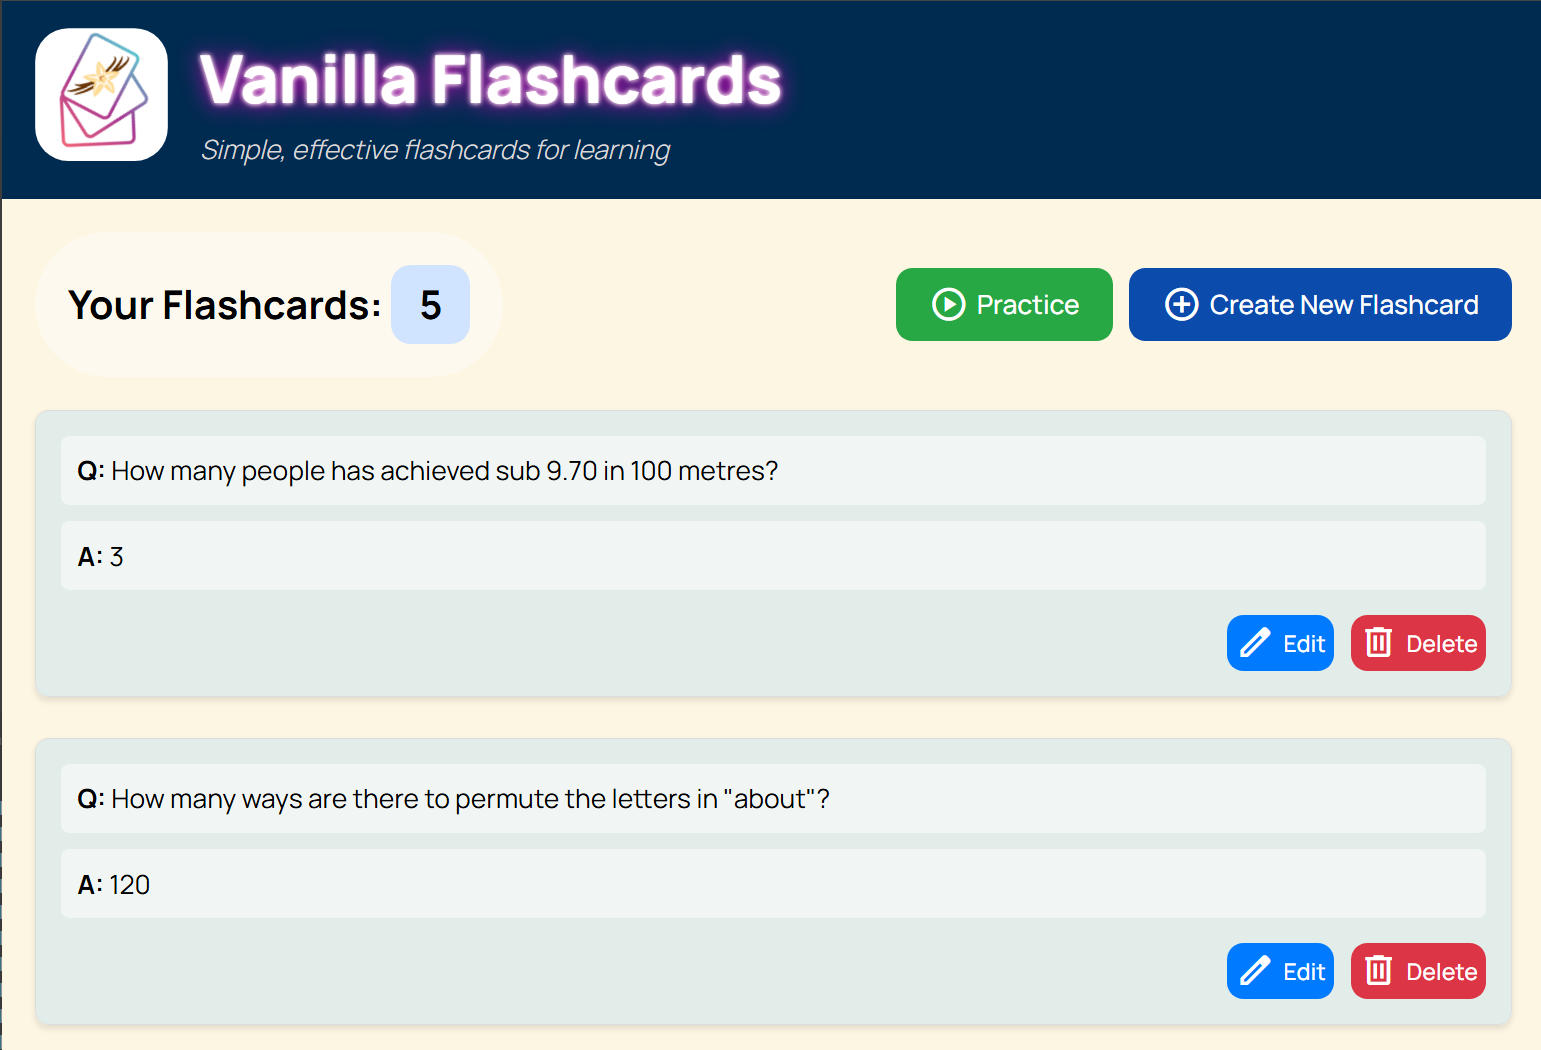 Vanilla Flashcards
Simple, effective flashcards for learning
Your Flashcards: 5
Practice
Create New Flashcard
Q: How many people has achieved sub 9.70 in 100 metres?
A: 3
Edit
Delete
Q: How many ways are there to permute the letters in "about"?
A: 120
Edit
Delete